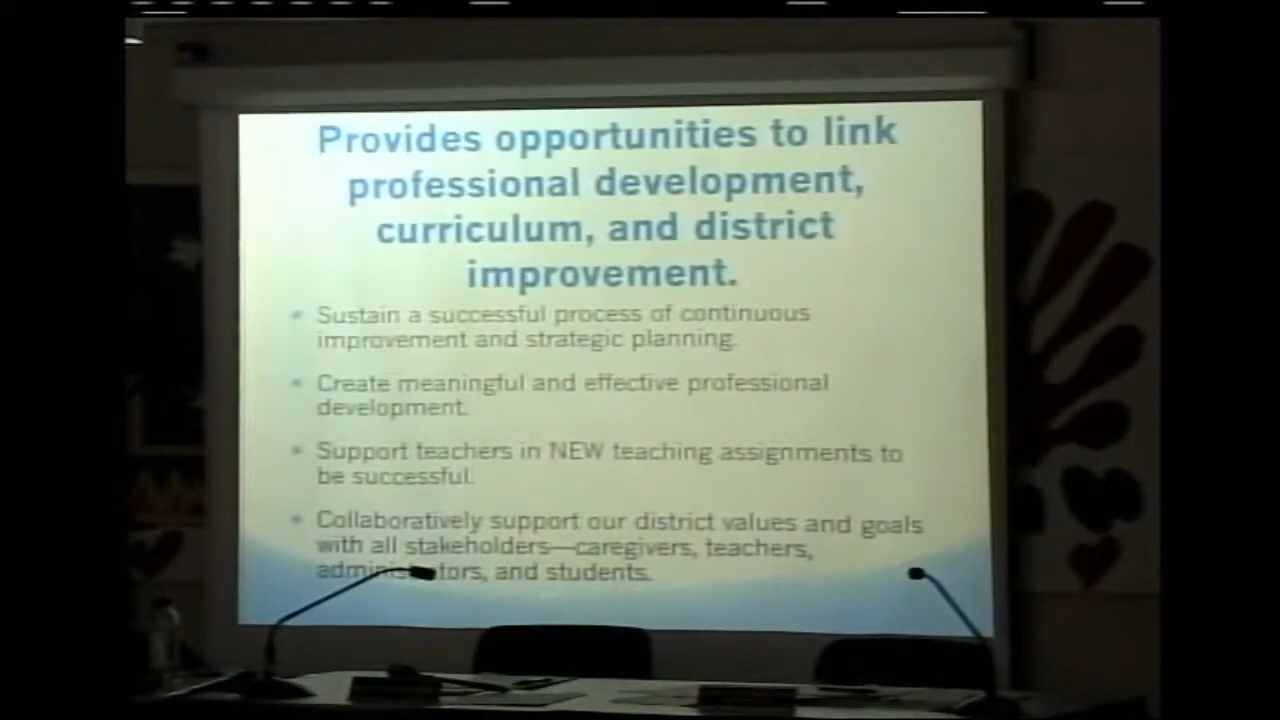 Provides opportunities to link
professional development,
curriculum, and district
improvement.
• Sustain a successful process of continuous
improvement and strategic planning.
• Create meaningful and effective professional
development.
• Support teachers in NEW teaching assignments to
be successful.
• Collaboratively support our district values and goals
with all stakeholders—caregivers, teachers,
administrators, and students.